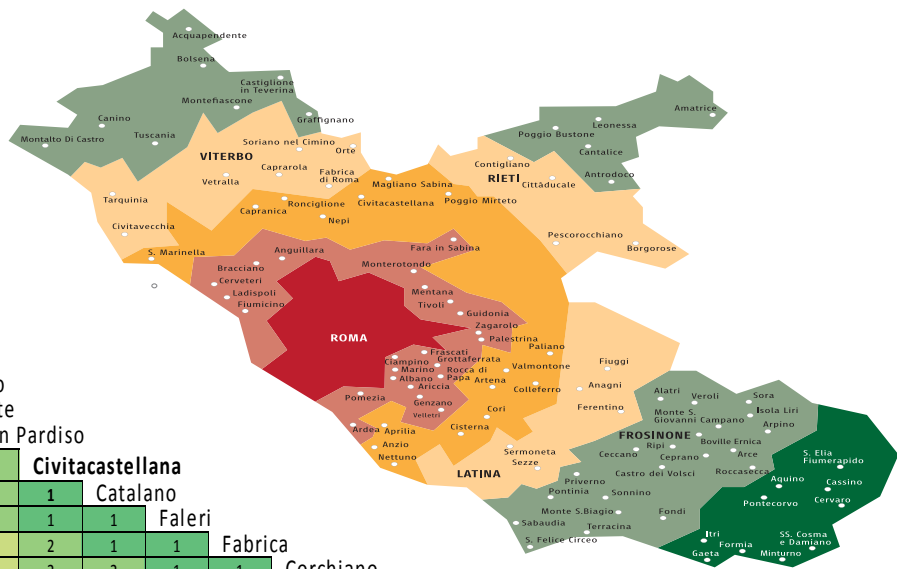 Acquapendente
Bolsena
Castiglione
in Teverina
Montefiascone
Graffignano
Canino
Tuscania
Montalto Di Castro
Soriano nel Cimino
Orte
VİTERBO
Caprarola
Vetralla
Fabrica
di Roma
Tarquinia
Civitavecchia
Amatrice
Leonessa
Poggio Bustone
Cantalice
Antrodoco
Contigliano
RİETİ
Cittàducale
Pescorocchiano
Borgorose
Magliano Sabina
Ronciglione
Civitacastellana
Poggio Mirteto
Capranica
Nepi
S. Marinella
Anguillara
Fara in Sabina
Bracciano
Monterotondo
Cerveteri
Ladispoli
Fiumicino
Mentana
Tivoli
Guidonia
Zagarolo
Palestrina
ROMA
Paliano
Frascati
Ciampino
Grottaferrata
Marino
Rocca di
Papa
Albano
Ariccia
Valmontone
Artena
Colleferro
Pomezia
Genzano
Velletri
Cori
Ardea
Aprilia
Cisterna
Anzio
Nettuno
Fiuggi
Anagni
Ferentino
Sermoneta
Sezze
LATINA
Alatri
Veroli
Sora
Isola Liri
Monte S.
Giovanni Campano
Arpino
FROSINONE
Boville Ernica
Ripi
Ceccano
Ceprano
Arce
Castro dei Volsci
Roccasecca
Priverno
Pontinia
Sonnino
Monte S.Biagio
Fondi
Sabaudia
Terracina
S. Felice Circeo
S. Elia
Fiumerapido
Aquino
Cassino
Pontecorvo
Cervaro
Itri
Formia
SS. Cosma
e Damiano
Gaeta
Minturno
te
n Pardiso
Civitacastellana
1 Catalano
1 1 Faleri
2 1 1 Fabrica